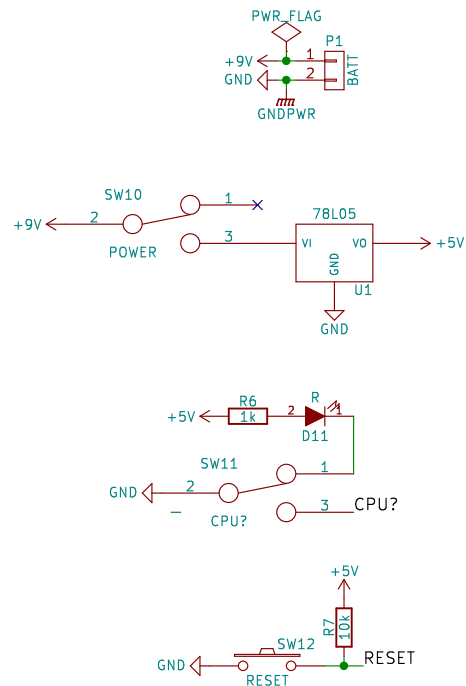 PWR_FLAG
P1
+9V
1
GND
2
BATT
GNDPWR
SW10
1
+9V
2
POWER
3
78L05
VI
VO
GND
+5V
U1
GND
R6
R
+5V
1k
2
1
D11
SW11
1
GND
2
CPU?
3
CPU?
+5V
R7
10k
SW12
GND
RESET
RESET